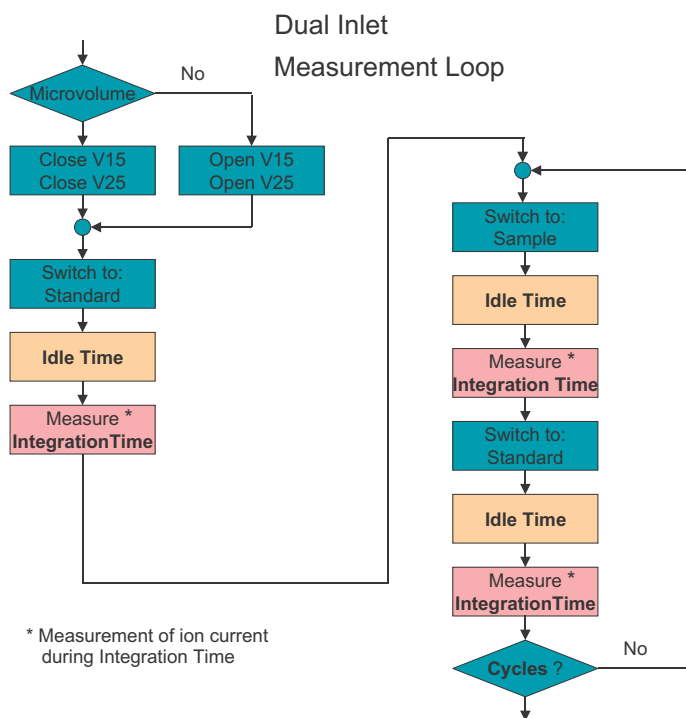 Dual Inlet
Measurement Loop
Microvolume
No
Close V15
Close V25
Open V15
Open V25
Switch to:
Standard
Idle Time
Measure *
IntegrationTime
* Measurement of ion current
during Integration Time
Switch to:
Sample
Idle Time
Measure *
Integration Time
Switch to:
Standard
Idle Time
Measure *
IntegrationTime
Cycles ?
No